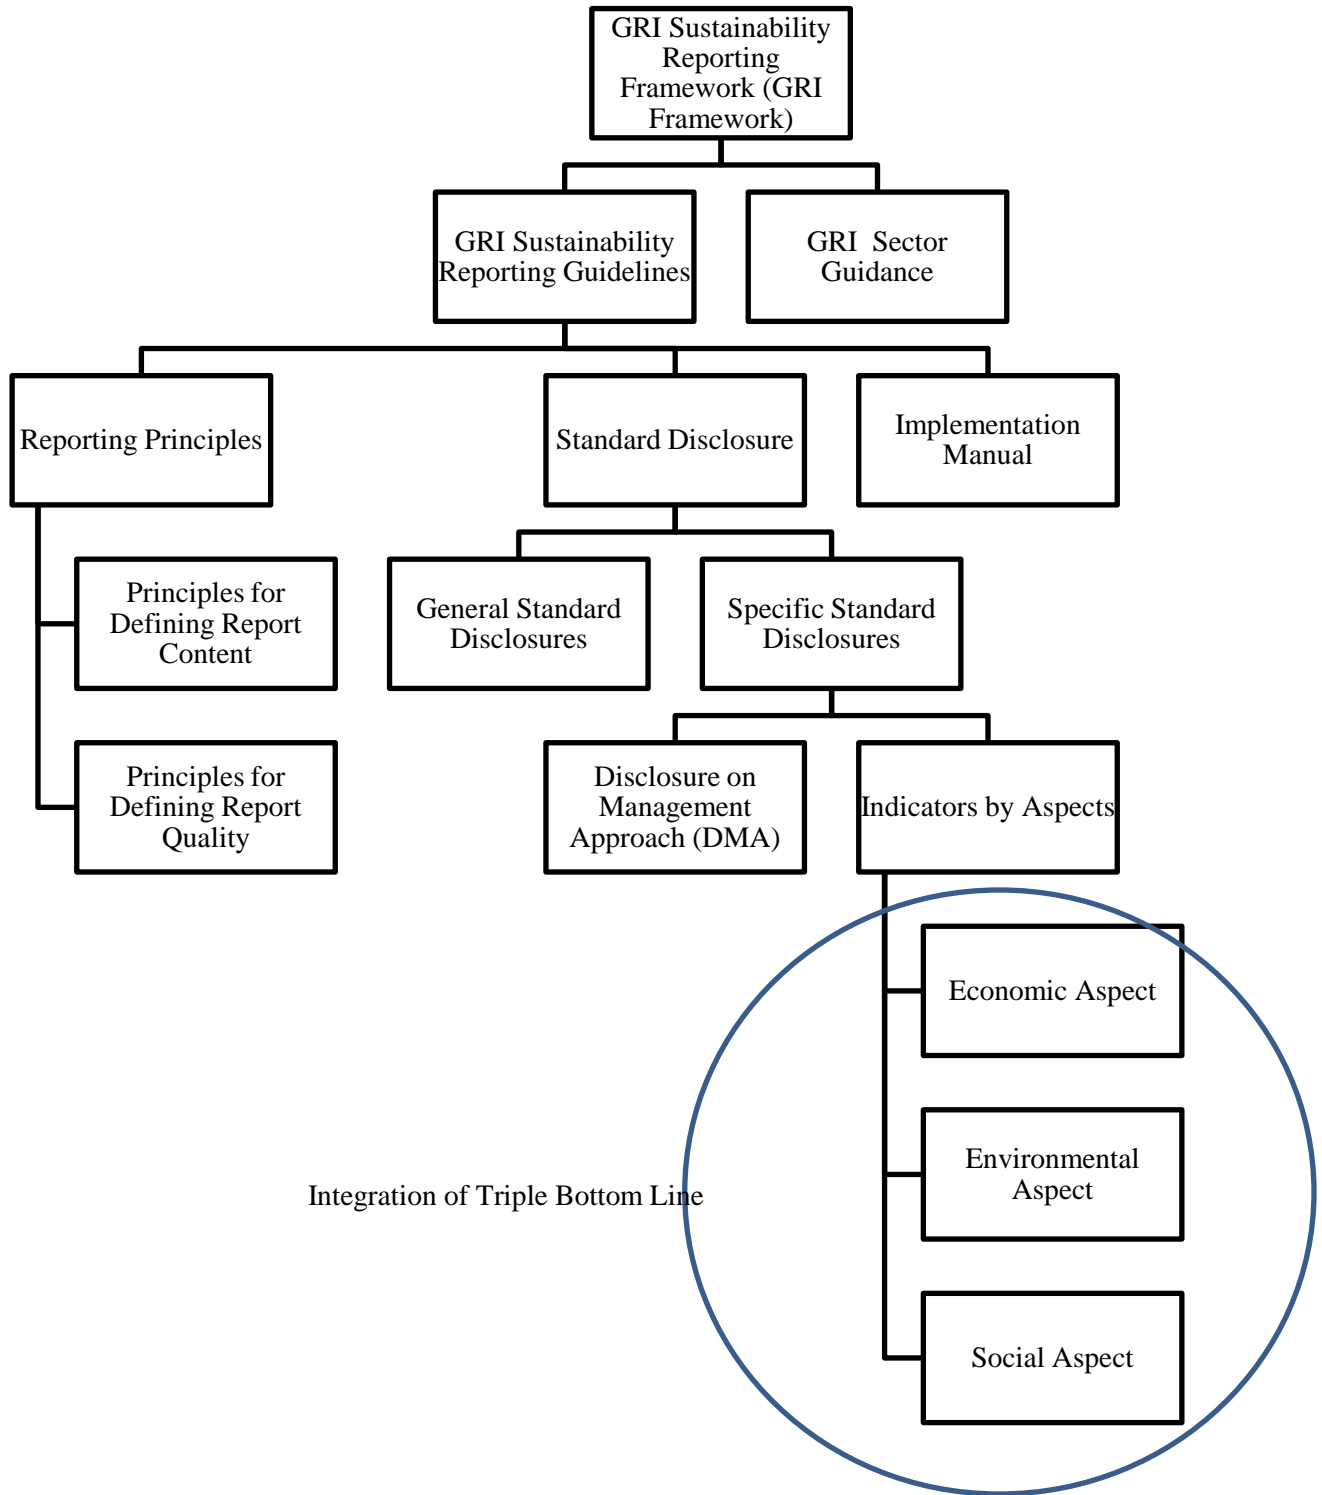 GRI Sustainability
Reporting
Framework (GRI
Framework)
GRI Sustainability
Reporting Guidelines
GRI Sector
Guidance
Reporting Principles
Standard Disclosure
Implementation
Manual
Principles for
Defining Report
Content
General Standard
Disclosures
Specific Standard
Disclosures
Principles for
Defining Report
Quality
Disclosure on
Management
Approach (DMA)
Indicators by Aspects
Economic Aspect
Environmental
Aspect
Integration of Triple Bottom Line
Social Aspect